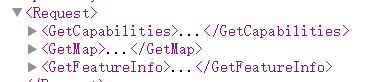 ▼<Request>
▶<GetCapabilities>...</GetCapabilities>
▶<GetMap>...</GetMap>
▶<GetFeatureInfo>...</GetFeatureInfo>